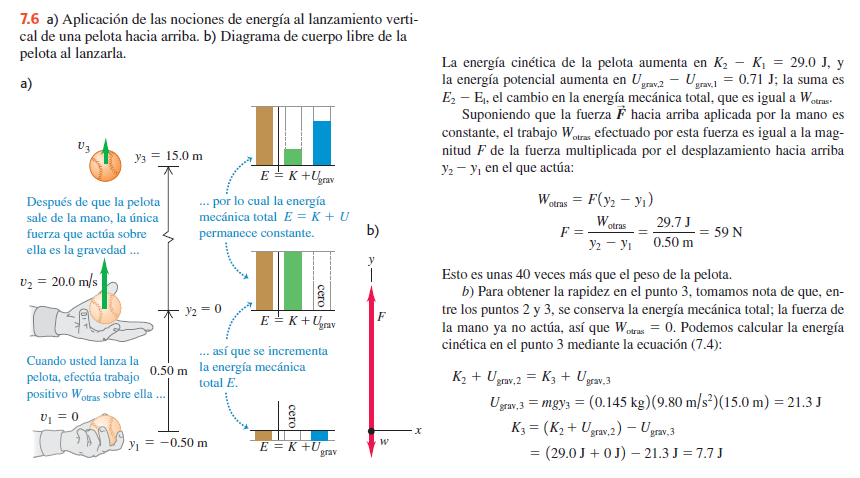 7.6 a) Aplicación de las nociones de energía al lanzamiento verti-
cal de una pelota hacia arriba. b) Diagrama de cuerpo libre de la
pelota al lanzarla.
a)
υ3
y3 = 15.0 m
E = K + Ugrav
Después de que la pelota
sale de la mano, la única
fuerza que actúa sobre
ella es la gravedad ...
... por lo cual la energía
mecánica total E = K + U
permanece constante.
υ2 = 20.0 m/s
y2 = 0
cero
E = K + Ugrav
Cuando usted lanza la
pelota, efectúa trabajo
positivo Wotras sobre ella ...
0.50 m
... así que se incrementa
la energía mecánica
total E.
υ1 = 0
y1 = −0.50 m
cero
E = K + Ugrav
b)
y
F
x
w
La energía cinética de la pelota aumenta en K2 − K1 = 29.0 J, y
la energía potencial aumenta en Ugrav,2 − Ugrav,1 = 0.71 J; la suma es
E2 − E1, el cambio en la energía mecánica total, que es igual a Wotras.
Suponiendo que la fuerza F⃗ hacia arriba aplicada por la mano es
constante, el trabajo Wotras efectuado por esta fuerza es igual a la mag-
nitud F de la fuerza multiplicada por el desplazamiento hacia arriba
y2 − y1 en el que actúa:
Wotras = F(y2 − y1)
F = Wotras / (y2 − y1) = 29.7 J / 0.50 m = 59 N
Esto es unas 40 veces más que el peso de la pelota.
b) Para obtener la rapidez en el punto 3, tomamos nota de que, en-
tre los puntos 2 y 3, se conserva la energía mecánica total; la fuerza de
la mano ya no actúa, así que Wotras = 0. Podemos calcular la energía
cinética en el punto 3 mediante la ecuación (7.4):
K2 + Ugrav,2 = K3 + Ugrav,3
Ugrav,3 = mgy3 = (0.145 kg)(9.80 m/s²)(15.0 m) = 21.3 J
K3 = (K2 + Ugrav,2) − Ugrav,3
= (29.0 J + 0 J) − 21.3 J = 7.7 J